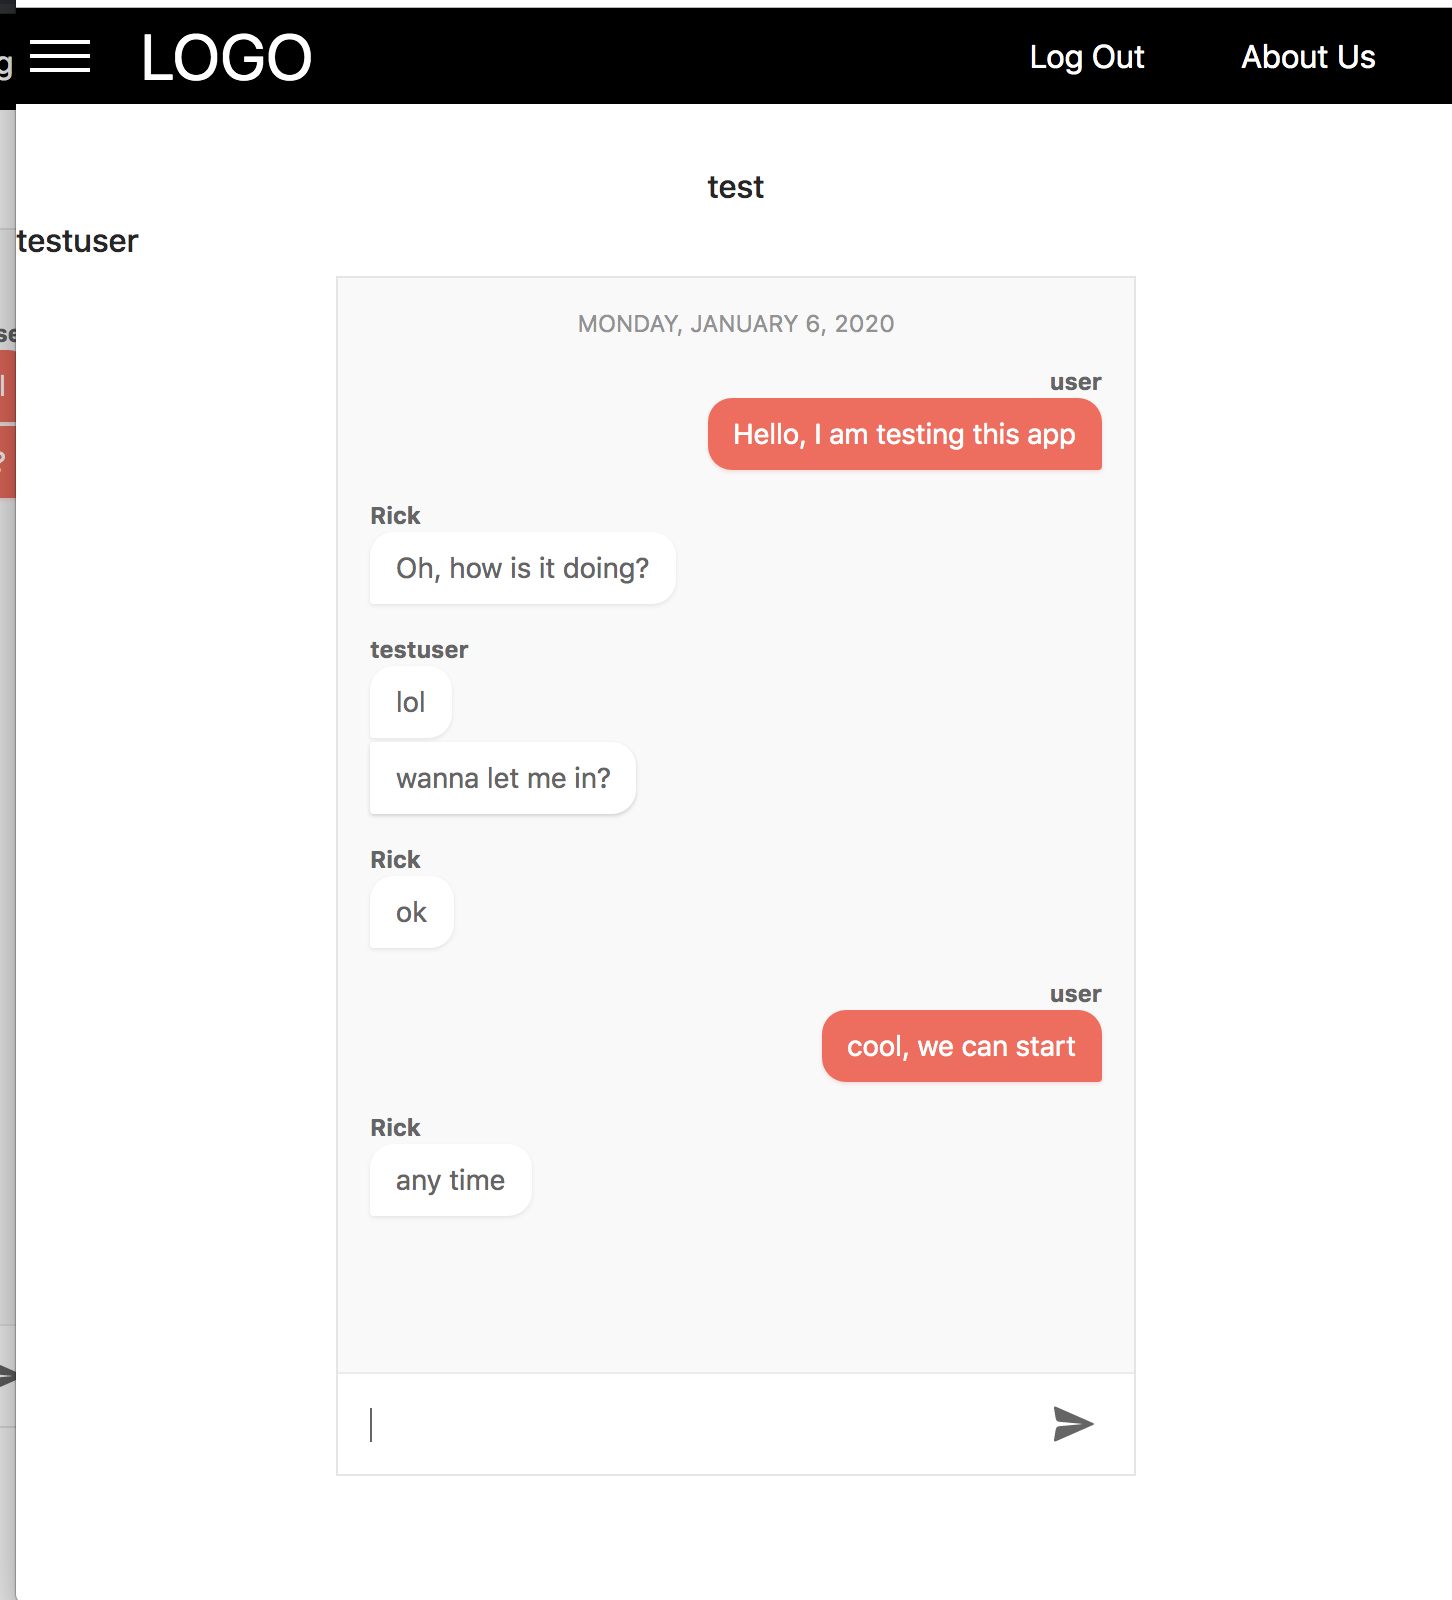 LOGO
Log Out
About Us
test
testuser
MONDAY, JANUARY 6, 2020
user
Hello, I am testing this app
Rick
Oh, how is it doing?
testuser
lol
wanna let me in?
Rick
ok
user
cool, we can start
Rick
any time